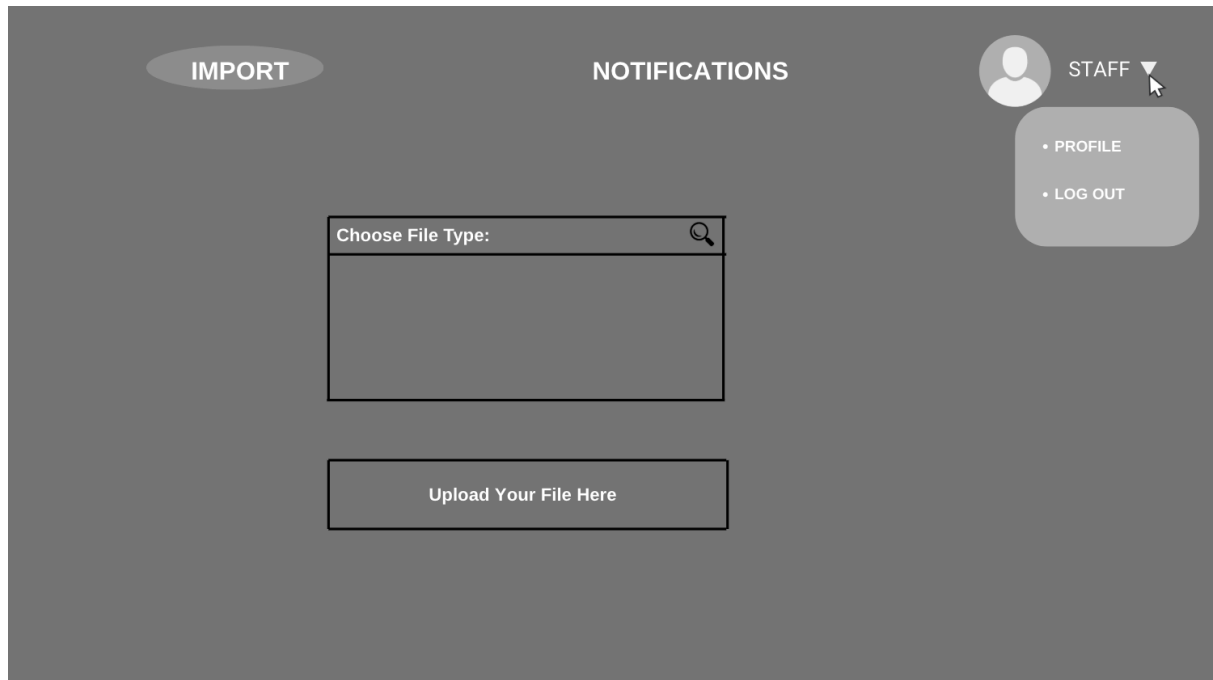 IMPORT
NOTIFICATIONS
STAFF
• PROFILE
• LOG OUT
Choose File Type:
Upload Your File Here